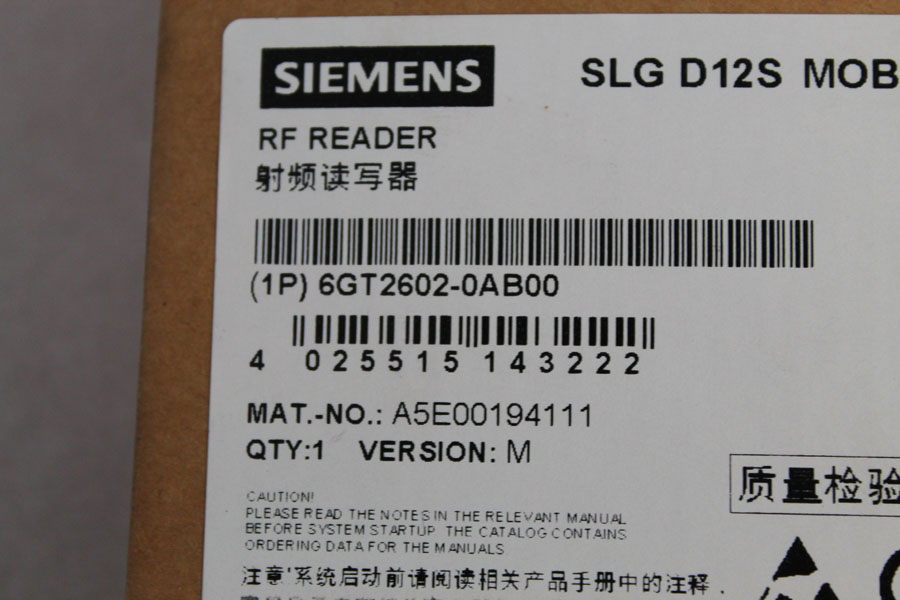 SIEMENS
SLG D12S MOB
RF READER
射频读写器
(1P) 6GT2602-0AB00
4 025515 143222
MAT.-NO.: A5E00194111
QTY:1 VERSION: M
质量检验
CAUTION!
PLEASE READ THE NOTES IN THE RELEVANT MANUAL
BEFORE SYSTEM STARTUP. THE CATALOG CONTAINS
ORDERING DATA FOR THE MANUALS
注意'系统启动前请阅读相关产品手册中的注释.